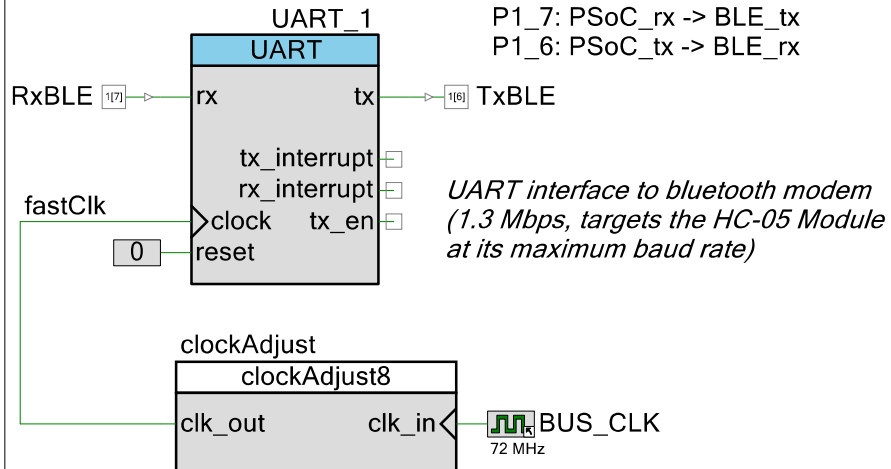 UART_1
P1_7: PSoC_rx -> BLE_tx
P1_6: PSoC_tx -> BLE_rx
UART
RxBLE 1[7] rx tx 1[6] TxBLE
tx_interrupt
rx_interrupt
UART interface to bluetooth modem
(1.3 Mbps, targets the HC-05 Module
at its maximum baud rate)
fastClk
clock tx_en
0 reset
clockAdjust
clockAdjust8
clk_out clk_in BUS_CLK
72 MHz